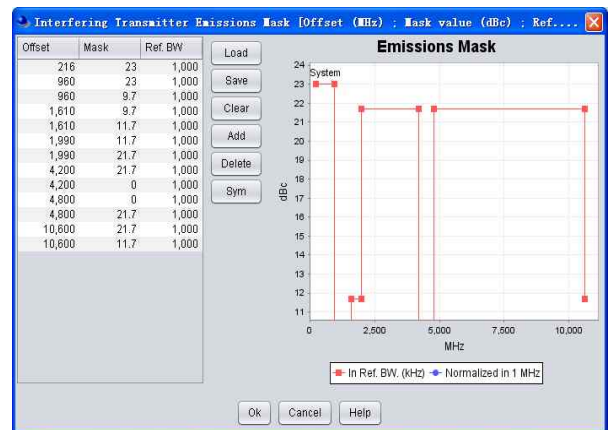 Interfering Transmitter Emissions Mask [Offset (MHz) ; Mask value (dBc) ; Ref....
Offset Mask Ref. BW
216 23 1,000
960 23 1,000
960 9.7 1,000
1,610 9.7 1,000
1,610 11.7 1,000
1,990 11.7 1,000
1,990 21.7 1,000
4,200 21.7 1,000
4,200 0 1,000
4,800 0 1,000
4,800 21.7 1,000
10,600 21.7 1,000
10,600 11.7 1,000
Load
Save
Clear
Add
Delete
Sym
Emissions Mask
System
24
23
22
21
20
19
18
17
16
15
14
13
12
11
dBc
0 2,500 5,000 7,500 10,000
MHz
In Ref. BW. (kHz) Normalized in 1 MHz
Ok Cancel Help